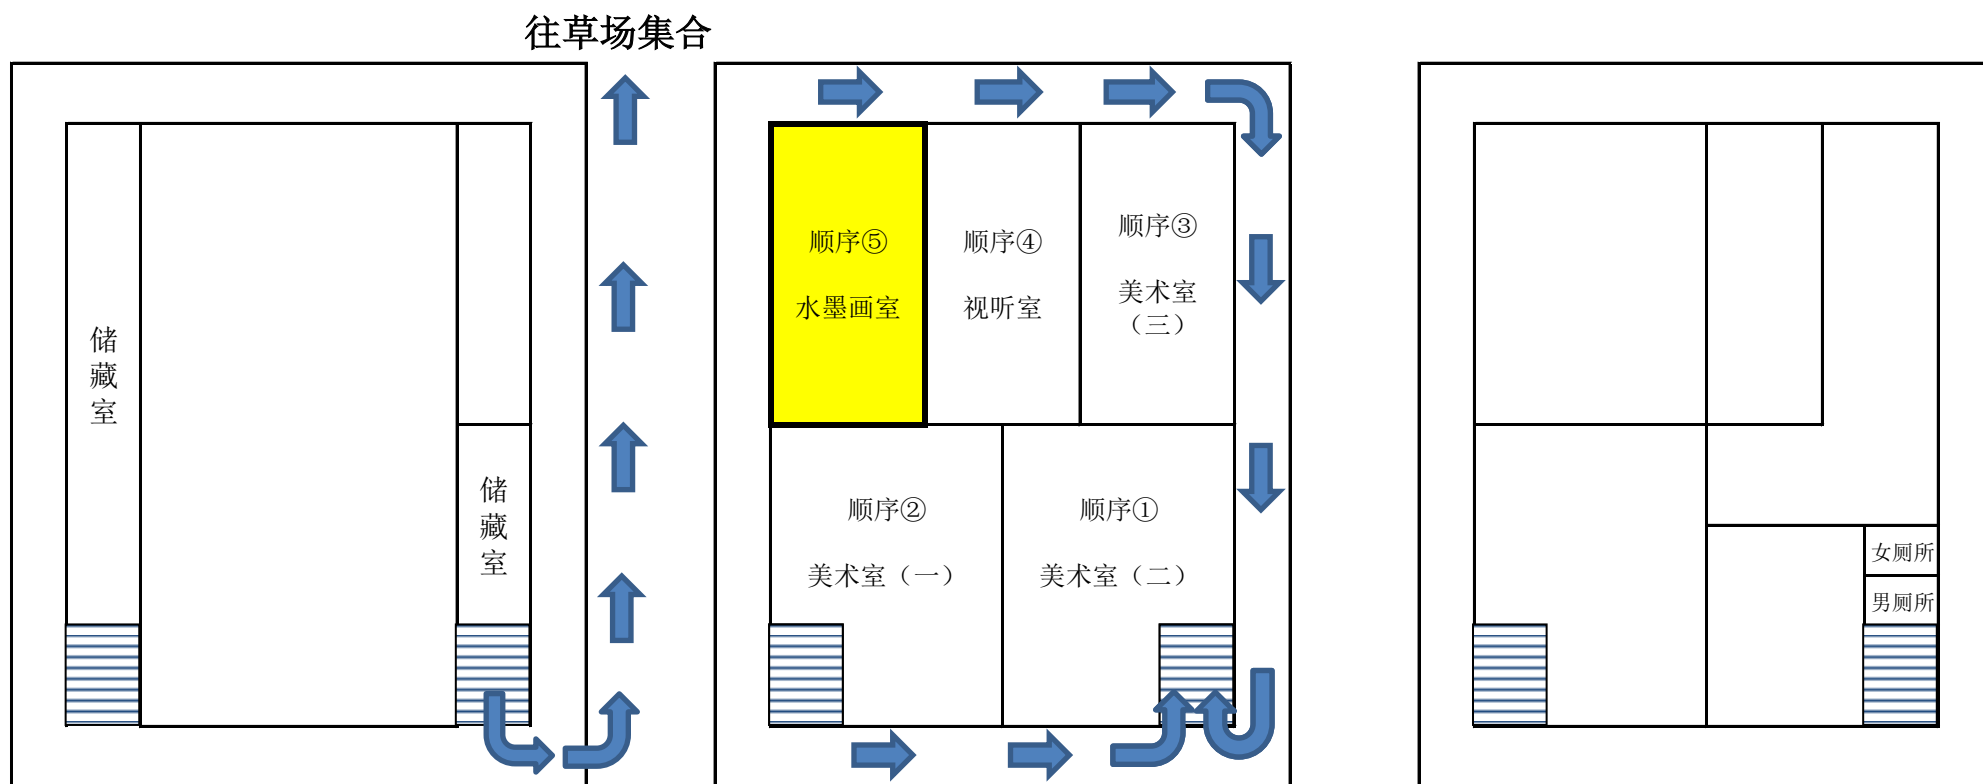 往草场集合
储
藏
室
储
藏
室
顺序⑤
水墨画室
顺序④
视听室
顺序③
美术室
（三）
顺序②
美术室（一）
顺序①
美术室（二）
女厕所
男厕所